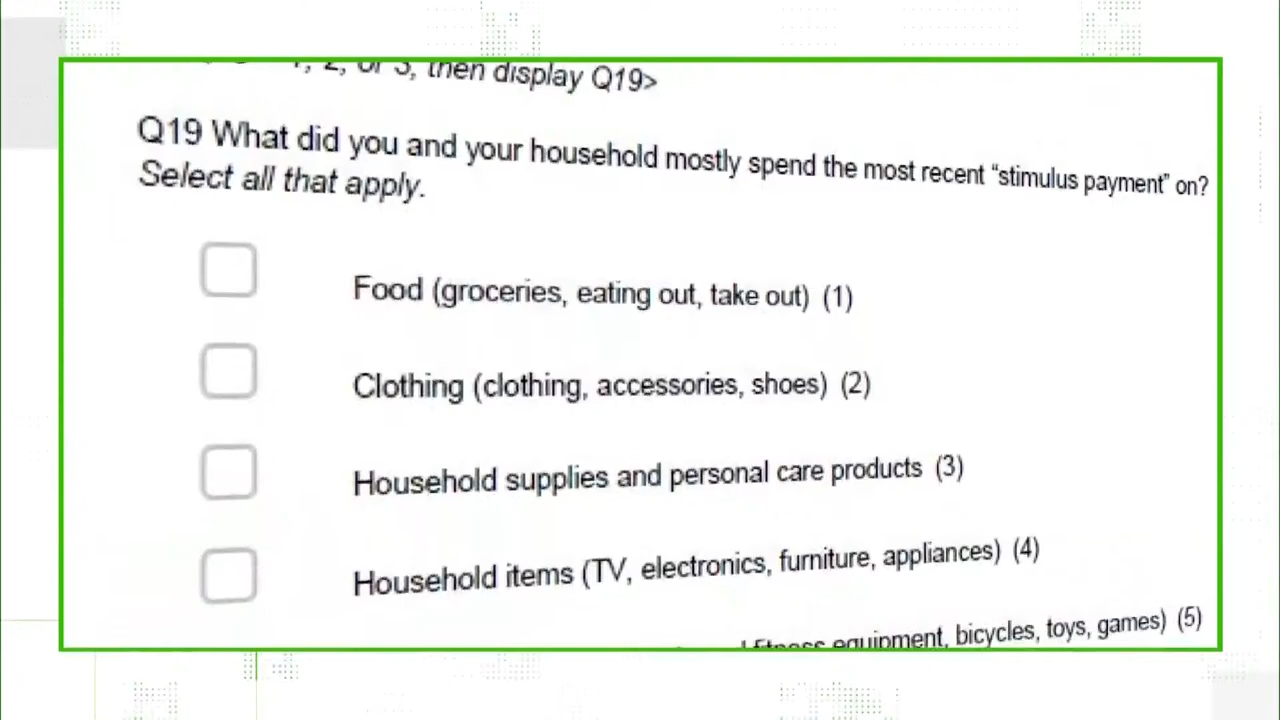 1, 2, or 3, then display Q19>
Q19 What did you and your household mostly spend the most recent “stimulus payment” on?
Select all that apply.
Food (groceries, eating out, take out) (1)
Clothing (clothing, accessories, shoes) (2)
Household supplies and personal care products (3)
Household items (TV, electronics, furniture, appliances) (4)
fitness equipment, bicycles, toys, games) (5)